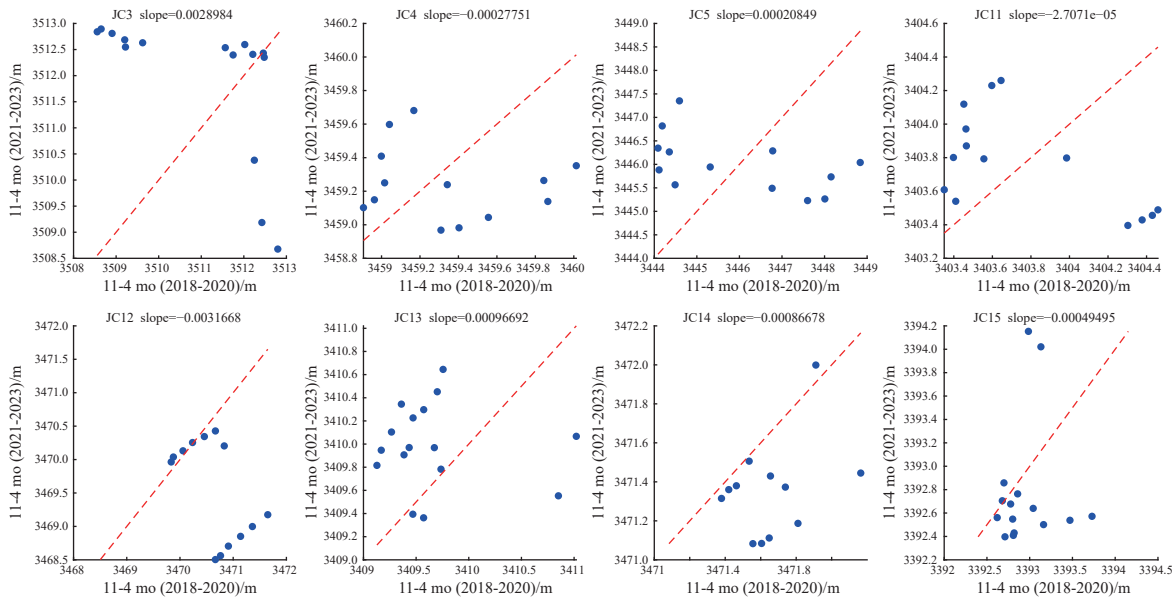 JC3 slope=0.0028984
3513.0
3512.5
3512.0
3511.5
3511.0
3510.5
3510.0
3509.5
3509.0
3508.5
3508 3509 3510 3511 3512 3513
11-4 mo (2021-2023)/m
11-4 mo (2018-2020)/m
JC4 slope=−0.00027751
3460.2
3460.0
3459.8
3459.6
3459.4
3459.2
3459.0
3458.8
3459 3459.2 3459.4 3459.6 3459.8 3460
11-4 mo (2021-2023)/m
11-4 mo (2018-2020)/m
JC5 slope=0.00020849
3449.0
3448.5
3448.0
3447.5
3447.0
3446.5
3446.0
3445.5
3445.0
3444.5
3444.0
3444 3445 3446 3447 3448 3449
11-4 mo (2021-2023)/m
11-4 mo (2018-2020)/m
JC11 slope=−2.7071e−05
3404.6
3404.4
3404.2
3404.0
3403.8
3403.6
3403.4
3403.2
3403.4 3403.6 3403.8 3404 3404.2 3404.4
11-4 mo (2021-2023)/m
11-4 mo (2018-2020)/m
JC12 slope=−0.0031668
3472.0
3471.5
3471.0
3470.5
3470.0
3469.5
3469.0
3468.5
3468 3469 3470 3471 3472
11-4 mo (2021-2023)/m
11-4 mo (2018-2020)/m
JC13 slope=0.00096692
3411.0
3410.8
3410.6
3410.4
3410.2
3410.0
3409.8
3409.6
3409.4
3409.2
3409.0
3409 3409.5 3410 3410.5 3411
11-4 mo (2021-2023)/m
11-4 mo (2018-2020)/m
JC14 slope=−0.00086678
3472.2
3471.8
3471.6
3471.4
3471.0
3471 3471.4 3471.8
11-4 mo (2021-2023)/m
11-4 mo (2018-2020)/m
JC15 slope=−0.00049495
3394.2
3394.0
3393.8
3393.6
3393.4
3393.2
3393.0
3392.8
3392.6
3392.4
3392.2
3392 3392.5 3393 3393.5 3394 3394.5
11-4 mo (2021-2023)/m
11-4 mo (2018-2020)/m